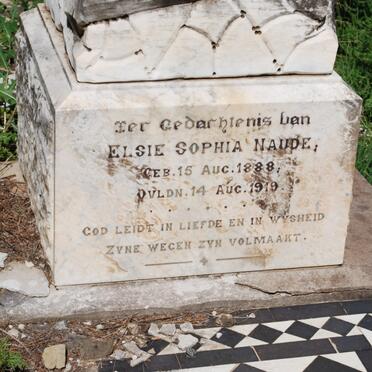 Ter Gedachtenis van
ELSIE SOPHIA NAUDE,
GEB. 15 AUG. 1888,
OVLDN. 14 AUG. 1919
GOD LEIDT IN LIEFDE EN IN WYSHEID
ZYNE WEGEN ZYN VOLMAAKT.